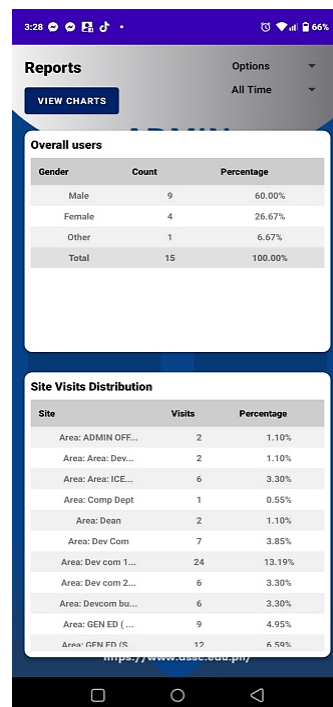 3:28 66%
Reports Options
All Time
VIEW CHARTS
ADMIN
Overall users
Gender Count Percentage
Male 9 60.00%
Female 4 26.67%
Other 1 6.67%
Total 15 100.00%
Site Visits Distribution
Site Visits Percentage
Area: ADMIN OFF... 2 1.10%
Area: Area: Dev... 2 1.10%
Area: Area: ICE... 6 3.30%
Area: Comp Dept 1 0.55%
Area: Dean 2 1.10%
Area: Dev Com 7 3.85%
Area: Dev com 1... 24 13.19%
Area: Dev com 2... 6 3.30%
Area: Devcom bu... 6 3.30%
Area: GEN ED ( ... 9 4.95%
Area: GEN ED (S... 12 6.59%
https://www.dssc.edu.ph/